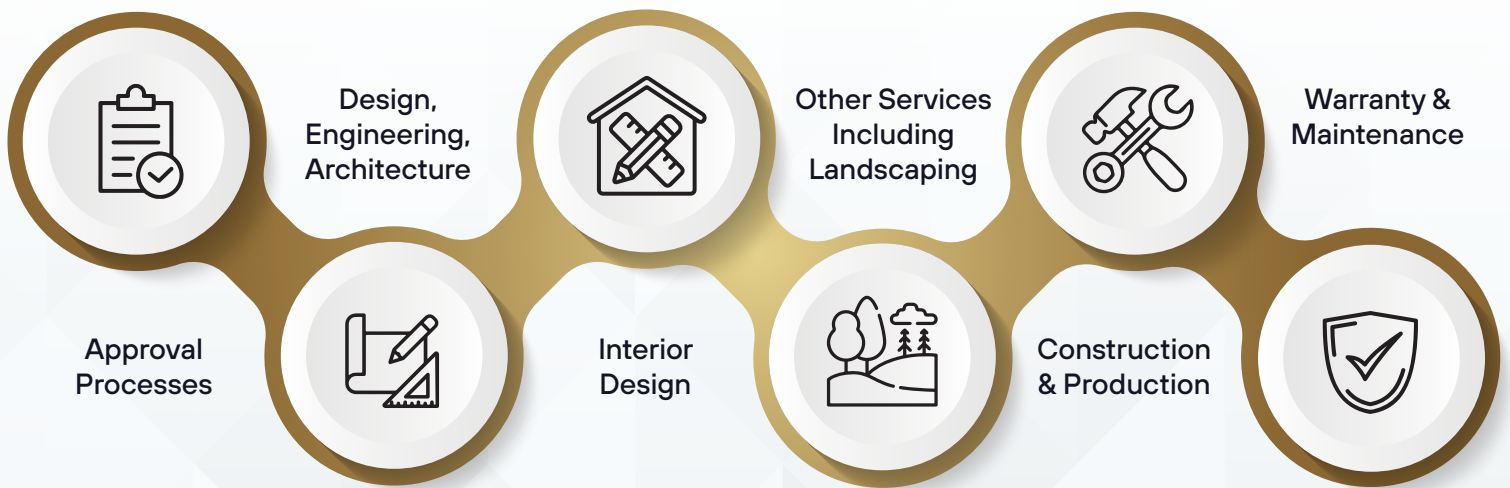 Approval
Processes
Design,
Engineering,
Architecture
Interior
Design
Other Services
Including
Landscaping
Construction
& Production
Warranty &
Maintenance